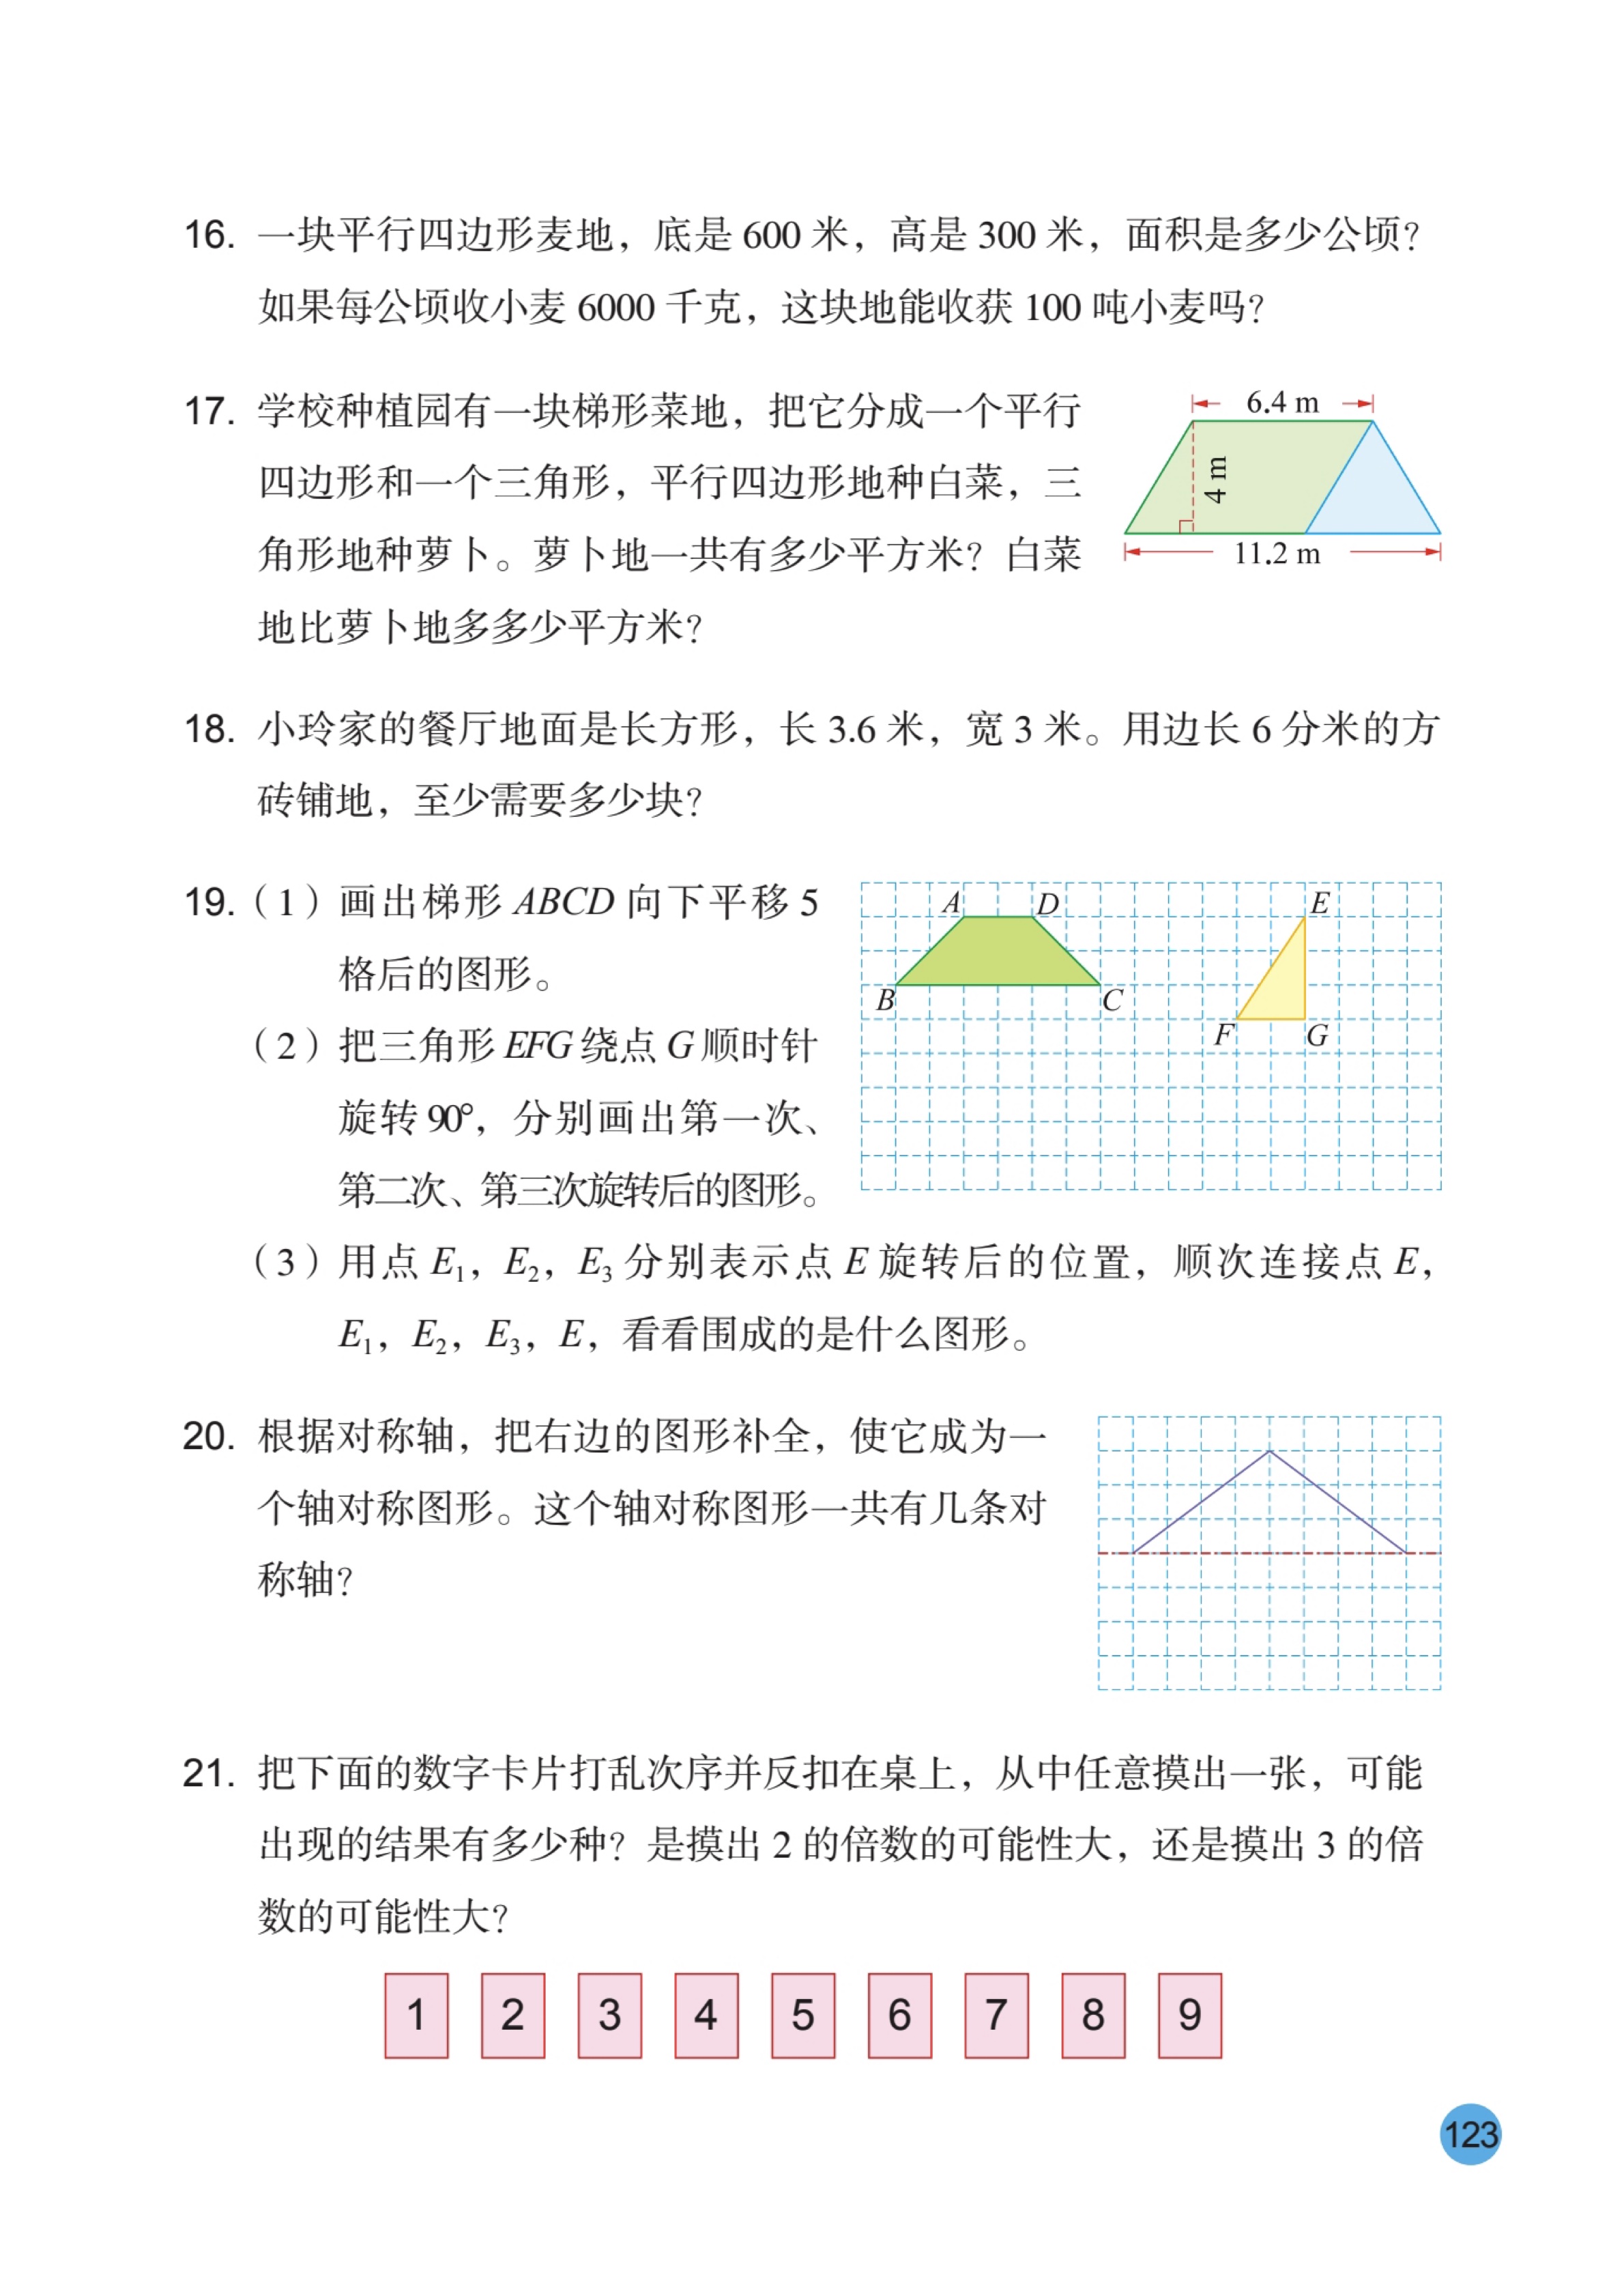 16. 一块平行四边形麦地，底是 600 米，高是 300 米，面积是多少公顷？
如果每公顷收小麦 6000 千克，这块地能收获 100 吨小麦吗？
17. 学校种植园有一块梯形菜地，把它分成一个平行
四边形和一个三角形，平行四边形地种白菜，三
角形地种萝卜。萝卜地一共有多少平方米？白菜
地比萝卜地多多少平方米？
6.4 m
4 m
11.2 m
18. 小玲家的餐厅地面是长方形，长 3.6 米，宽 3 米。用边长 6 分米的方
砖铺地，至少需要多少块？
19.（1）画出梯形 ABCD 向下平移 5
格后的图形。
（2）把三角形 EFG 绕点 G 顺时针
旋转 90°，分别画出第一次、
第二次、第三次旋转后的图形。
A D E
B C F G
（3）用点 E₁，E₂，E₃ 分别表示点 E 旋转后的位置，顺次连接点 E，
E₁，E₂，E₃，E，看看围成的是什么图形。
20. 根据对称轴，把右边的图形补全，使它成为一
个轴对称图形。这个轴对称图形一共有几条对
称轴？
21. 把下面的数字卡片打乱次序并反扣在桌上，从中任意摸出一张，可能
出现的结果有多少种？是摸出 2 的倍数的可能性大，还是摸出 3 的倍
数的可能性大？
1 2 3 4 5 6 7 8 9
123